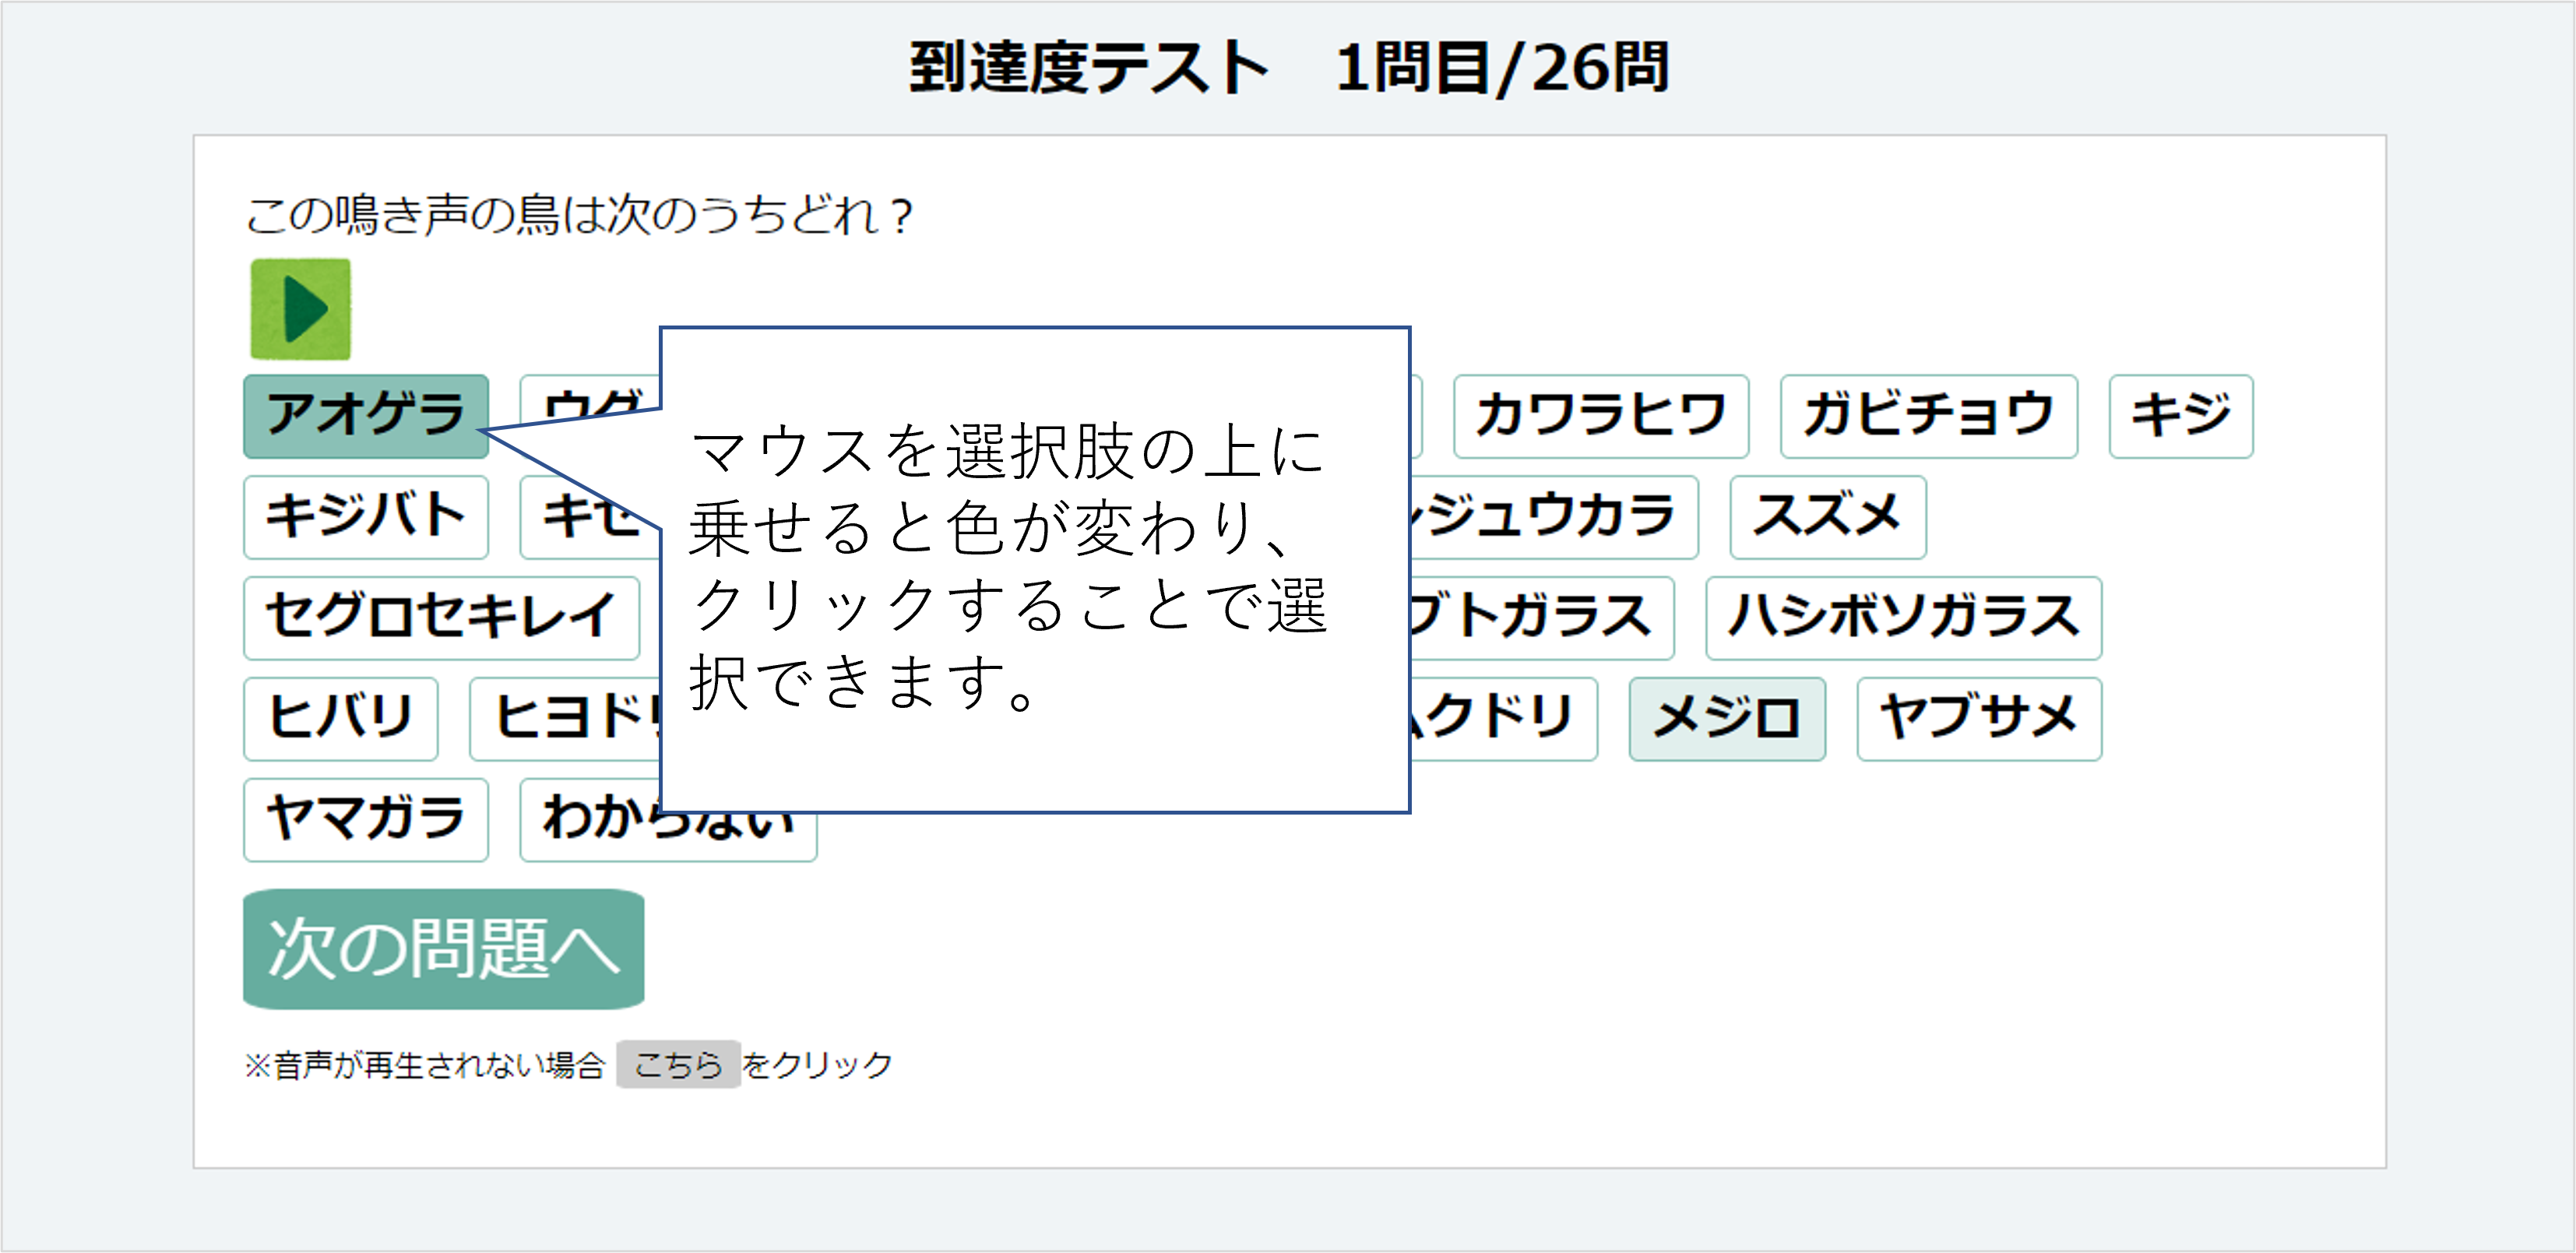 到達度テスト　1問目/26問
この鳴き声の鳥は次のうちどれ？
アオゲラ ウグ カワラヒワ ガビチョウ キジ
キジバト キセ ジュウカラ スズメ
セグロセキレイ ブトガラス ハシボソガラス
ヒバリ ヒヨドリ ムクドリ メジロ ヤブサメ
ヤマガラ わからない
マウスを選択肢の上に
乗せると色が変わり、
クリックすることで選
択できます。
次の問題へ
※音声が再生されない場合 こちら をクリック